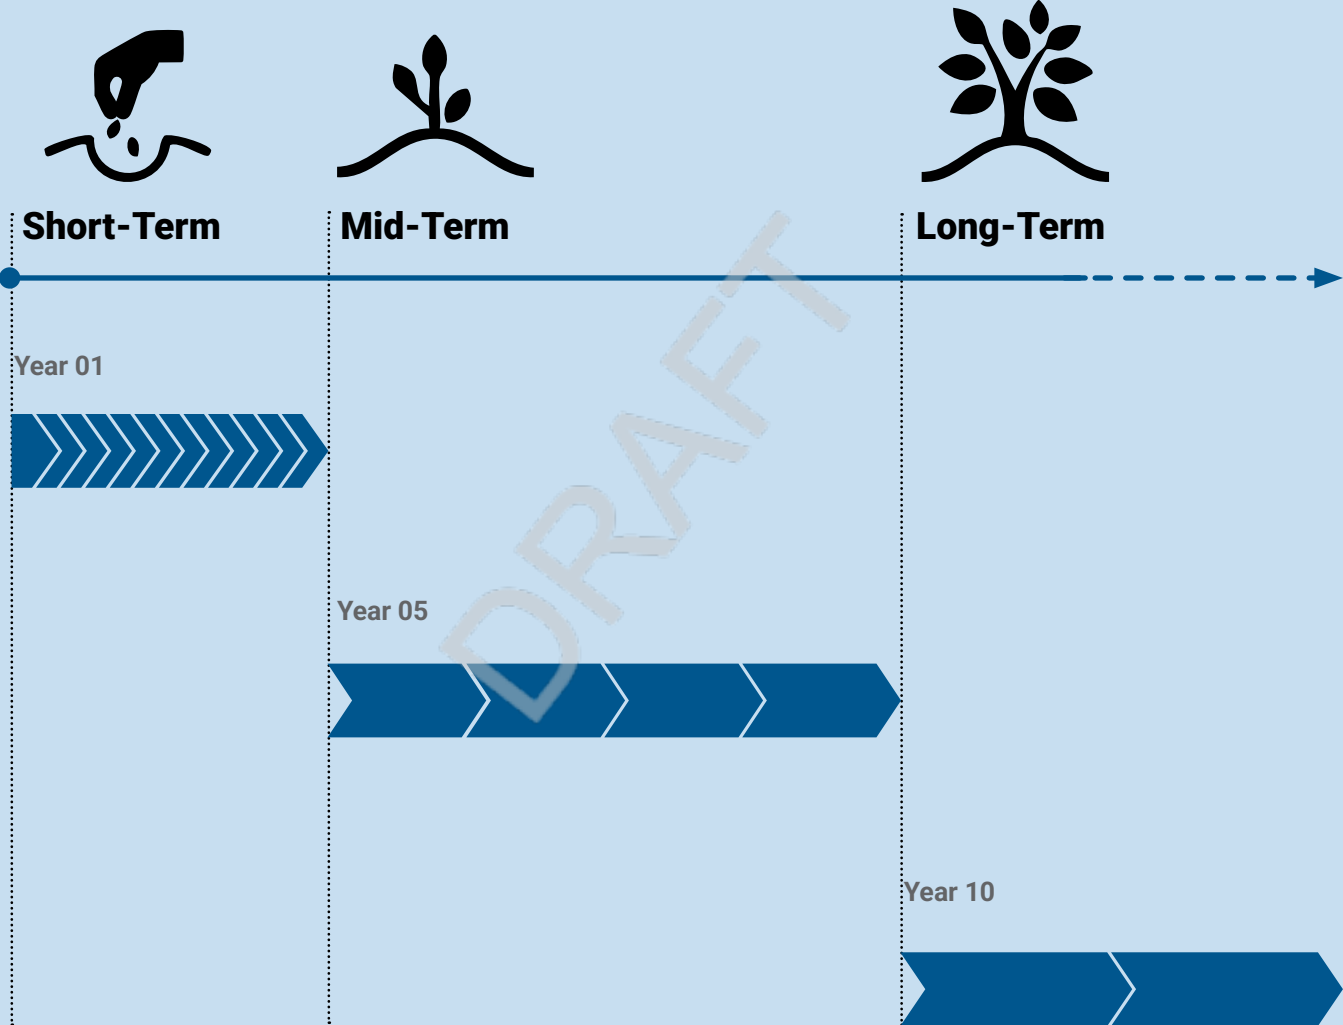 Short-Term
Mid-Term
Long-Term
Year 01
DRAFT
Year 05
Year 10